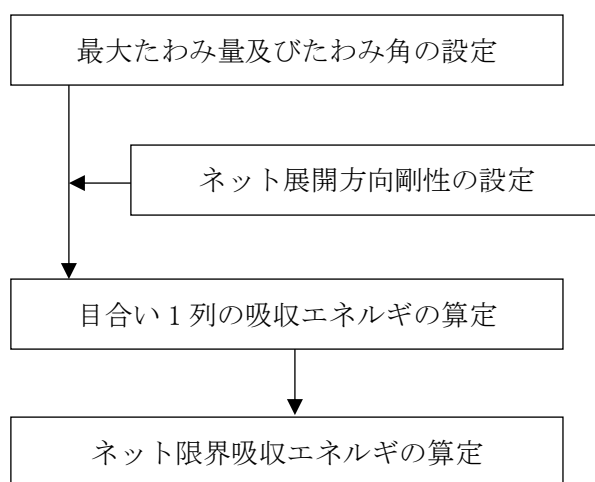 最大たわみ量及びたわみ角の設定
ネット展開方向剛性の設定
目合い1列の吸収エネルギの算定
ネット限界吸収エネルギの算定